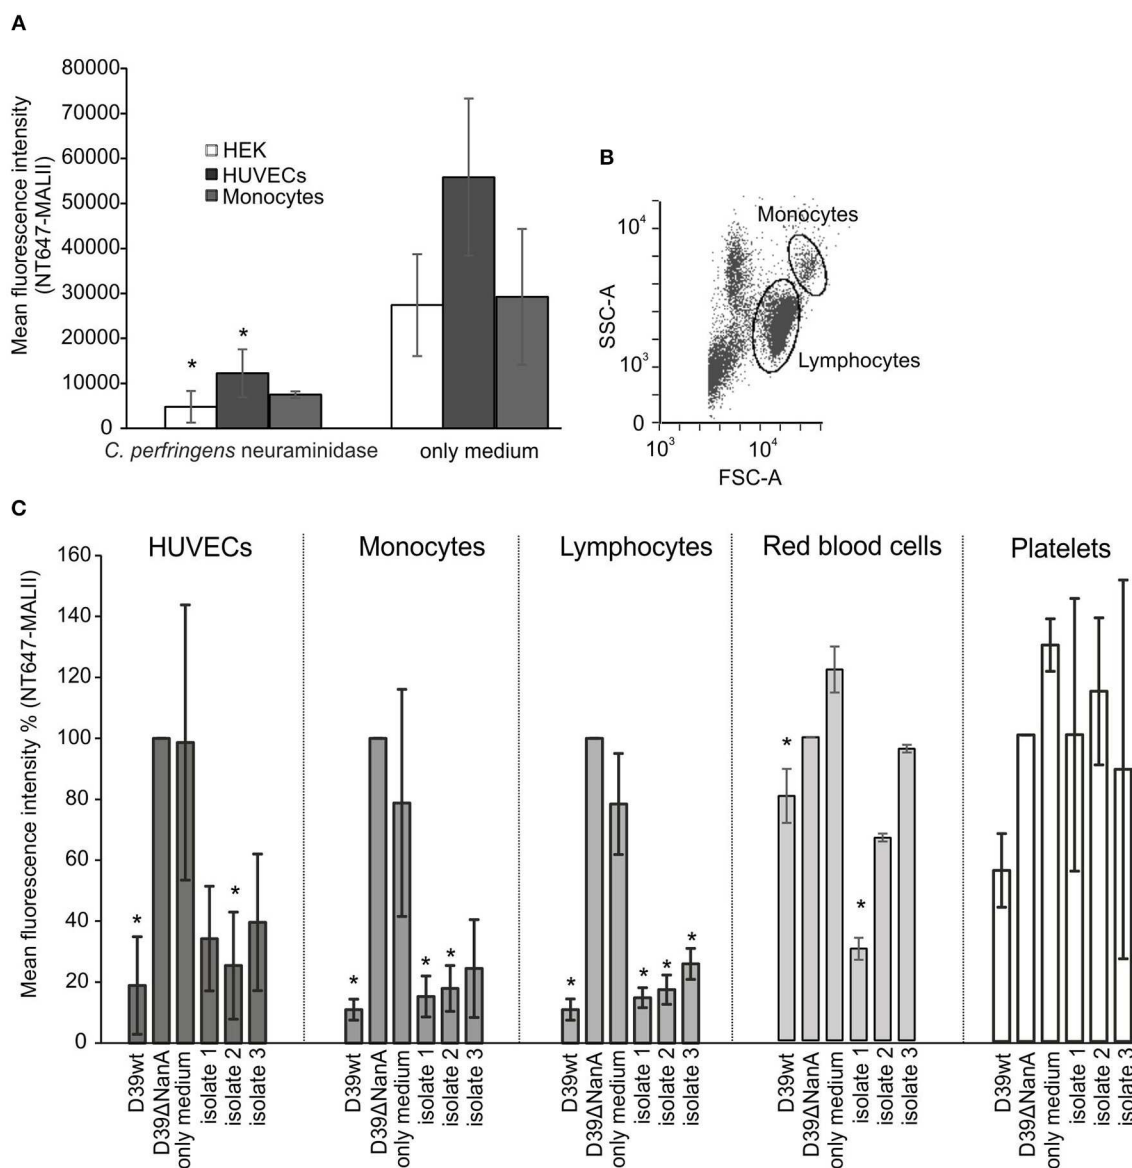 A
Mean fluorescence intensity
(NT647-MALII)
80000
70000
60000
50000
40000
30000
20000
10000
0
HEK
HUVECs
Monocytes
*
*
C. perfringens neuraminidase
only medium
B
SSC-A
10⁴
10³
0
Monocytes
Lymphocytes
10³
10⁴
FSC-A
C
Mean fluorescence intensity % (NT647-MALII)
160
140
120
100
80
60
40
20
0
HUVECs
*
*
D39wt
D39ΔNanA
only medium
isolate 1
isolate 2
isolate 3
Monocytes
*
*
*
D39wt
D39ΔNanA
only medium
isolate 1
isolate 2
isolate 3
Lymphocytes
*
*
*
*
D39wt
D39ΔNanA
only medium
isolate 1
isolate 2
isolate 3
Red blood cells
*
*
D39wt
D39ΔNanA
only medium
isolate 1
isolate 2
isolate 3
Platelets
D39wt
D39ΔNanA
only medium
isolate 1
isolate 2
isolate 3